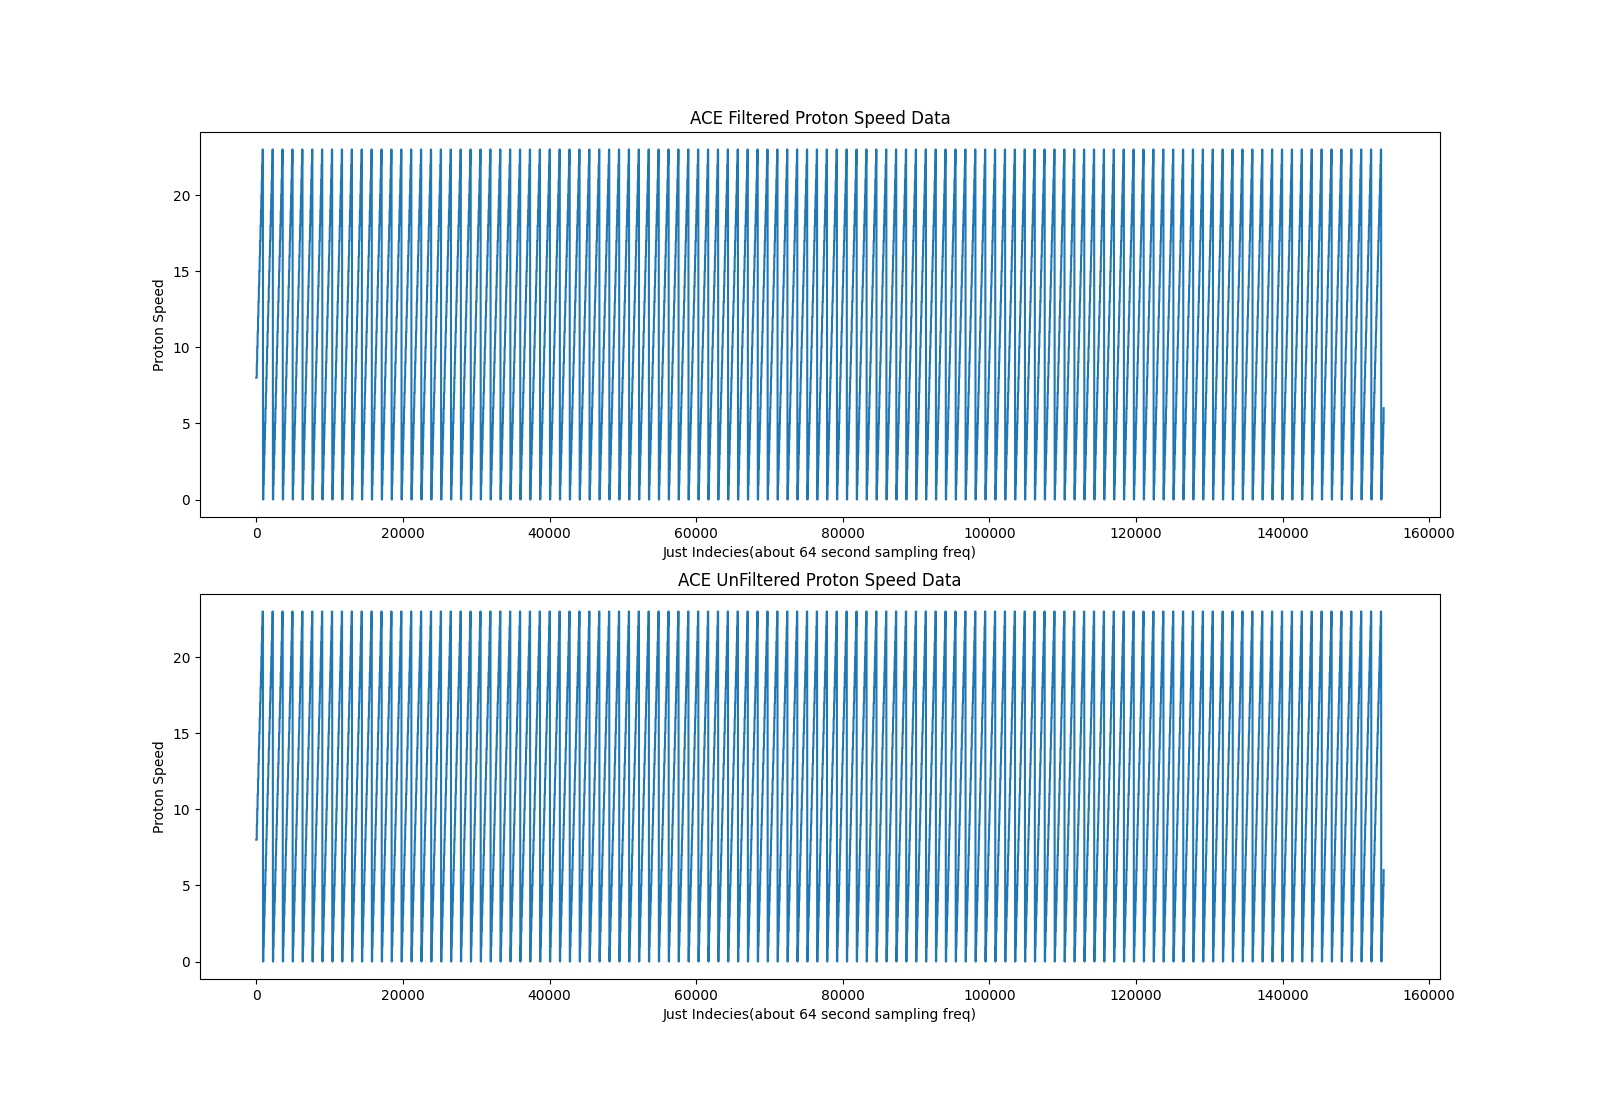 ACE Filtered Proton Speed Data
20
15
10
5
0
Proton Speed
0 20000 40000 60000 80000 100000 120000 140000 160000
Just Indecies(about 64 second sampling freq)
ACE UnFiltered Proton Speed Data
20
15
10
5
0
Proton Speed
0 20000 40000 60000 80000 100000 120000 140000 160000
Just Indecies(about 64 second sampling freq)